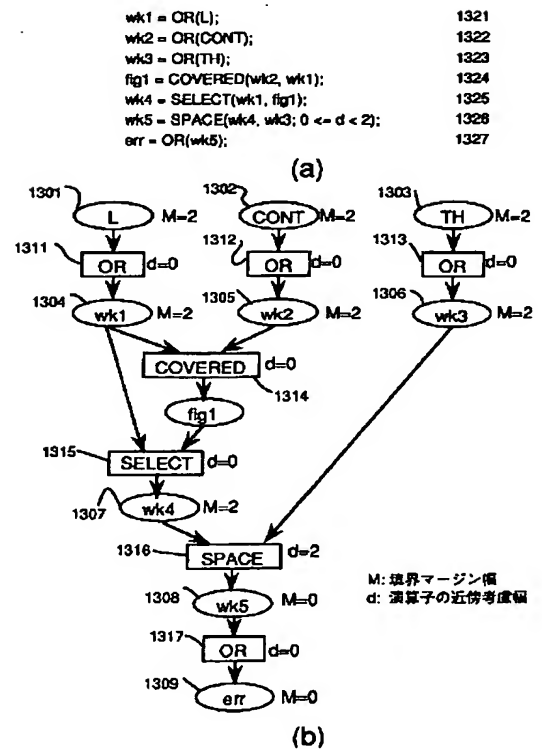 wk1 = OR(L); 1321
wk2 = OR(CONT); 1322
wk3 = OR(TH); 1323
fig1 = COVERED(wk2, wk1); 1324
wk4 = SELECT(wk1, fig1); 1325
wk5 = SPACE(wk4, wk3; 0 <= d < 2); 1326
err = OR(wk5); 1327
(a)
1301 L M=2 1302 CONT M=2 1303 TH M=2
1311 OR d=0 1312 OR d=0 1313 OR d=0
1304 wk1 M=2 1305 wk2 M=2 1306 wk3 M=2
COVERED d=0
1314
fig1
1315 SELECT d=0
1307 wk4 M=2
1316 SPACE d=2
M: 境界マージン幅
1308 wk5 M=0
d: 演算子の近傍考慮幅
1317 OR d=0
1309 err M=0
(b)